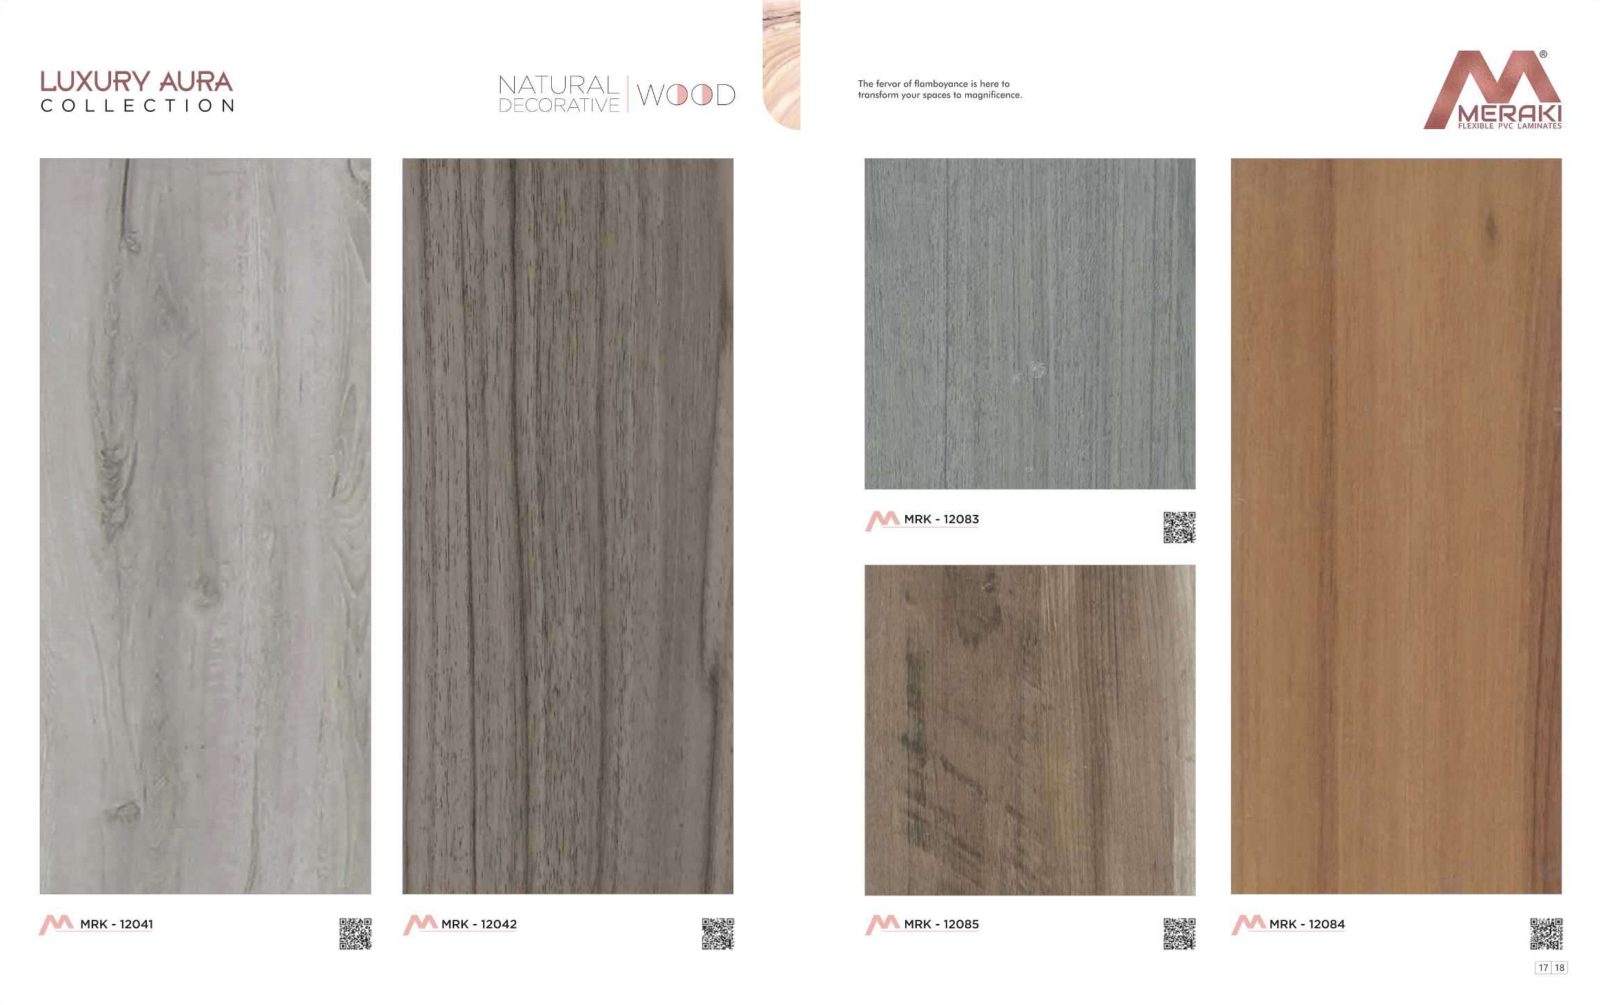 LUXURY AURA
COLLECTION
NATURAL
DECORATIVE
WOOD
The fervor of flamboyance is here to
transform your spaces to magnificence.
®
MERAKI
FLEXIBLE PVC LAMINATES
MRK - 12083
MRK - 12041
MRK - 12042
MRK - 12085
MRK - 12084
17 18